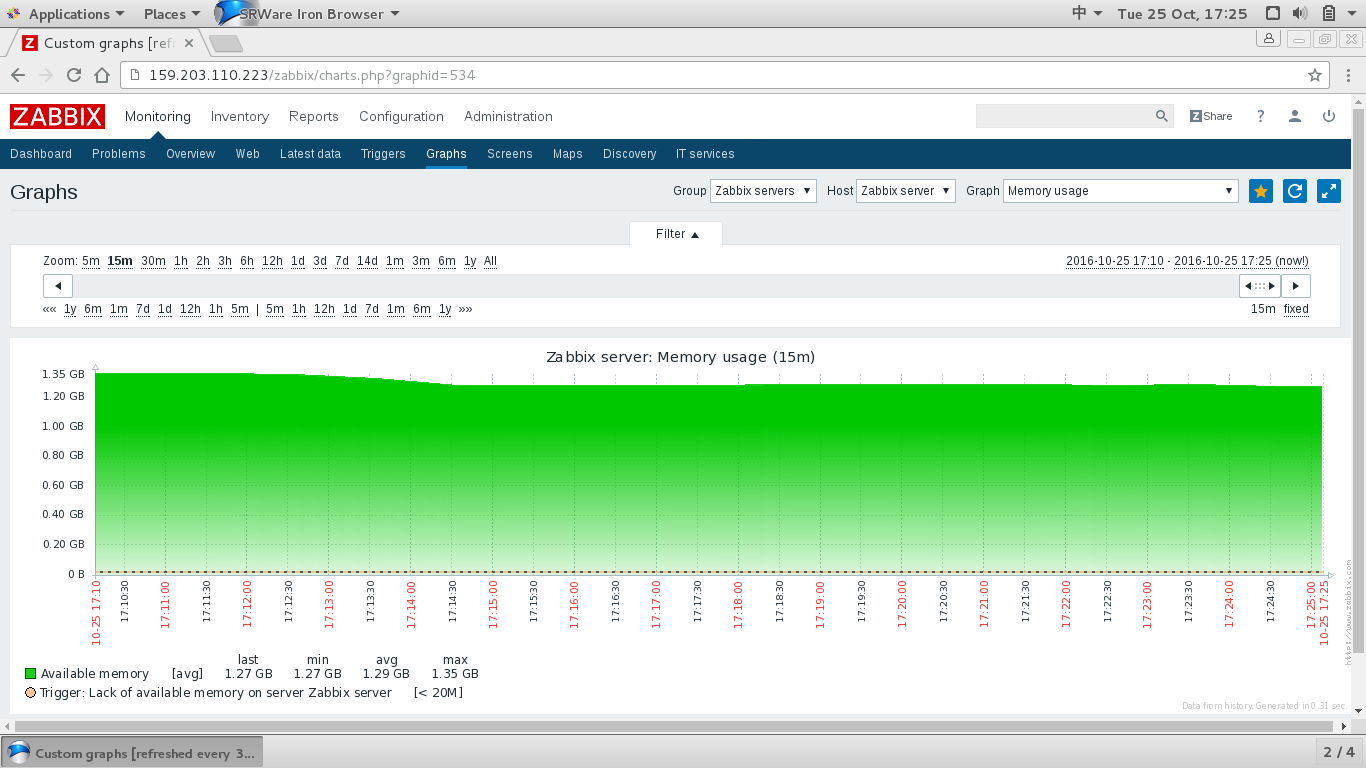 Applications Places SRWare Iron Browser 中 Tue 25 Oct, 17:25
Custom graphs [refr
159.203.110.223/zabbix/charts.php?graphid=534
ZABBIX Monitoring Inventory Reports Configuration Administration Z Share ?
Dashboard Problems Overview Web Latest data Triggers Graphs Screens Maps Discovery IT services
Graphs Group Zabbix servers Host Zabbix server Graph Memory usage
Filter
Zoom: 5m 15m 30m 1h 2h 3h 6h 12h 1d 3d 7d 14d 1m 3m 6m 1y All 2016-10-25 17:10 - 2016-10-25 17:25 (now!)
«« 1y 6m 1m 7d 1d 12h 1h 5m | 5m 1h 12h 1d 7d 1m 6m 1y »» 15m fixed
Zabbix server: Memory usage (15m)
1.35 GB
1.20 GB
1.00 GB
0.80 GB
0.60 GB
0.40 GB
0.20 GB
0 B
10-25 17:10 17:10:30 17:11:00 17:11:30 17:12:00 17:12:30 17:13:00 17:13:30 17:14:00 17:14:30 17:15:00 17:15:30 17:16:00 17:16:30 17:17:00 17:17:30 17:18:00 17:18:30 17:19:00 17:19:30 17:20:00 17:20:30 17:21:00 17:21:30 17:22:00 17:22:30 17:23:00 17:23:30 17:24:00 17:24:30 17:25:00 10-25 17:25
http://www.zabbix.com
last min avg max
Available memory [avg] 1.27 GB 1.27 GB 1.29 GB 1.35 GB
Trigger: Lack of available memory on server Zabbix server [< 20M]
Data from history. Generated in 0.31 sec.
Custom graphs [refreshed every 3... 2 / 4